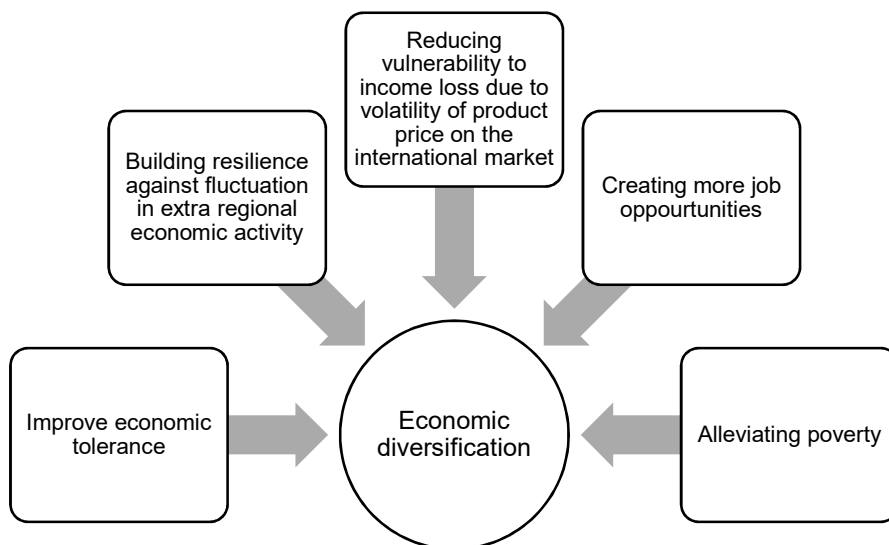 Reducing
vulnerability to
income loss due to
volatility of product
price on the
international market
Building resilience
against fluctuation
in extra regional
economic activity
Creating more job
oppourtunities
Improve economic
tolerance
Economic
diversification
Alleviating poverty